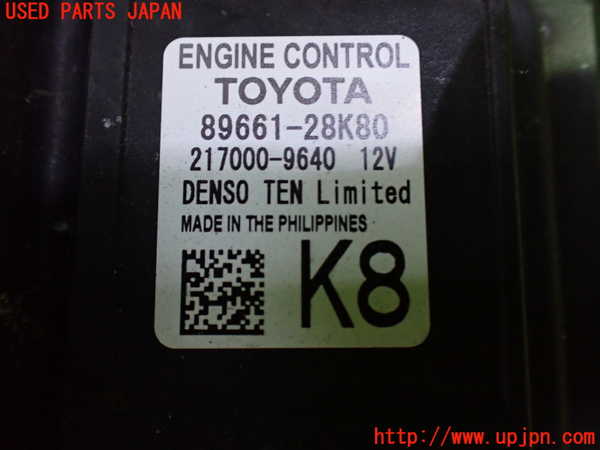 USED PARTS JAPAN
ENGINE CONTROL
TOYOTA
89661-28K80
217000-9640 12V
DENSO TEN Limited
MADE IN THE PHILIPPINES
K8
UPJ http://www.upjpn.com/